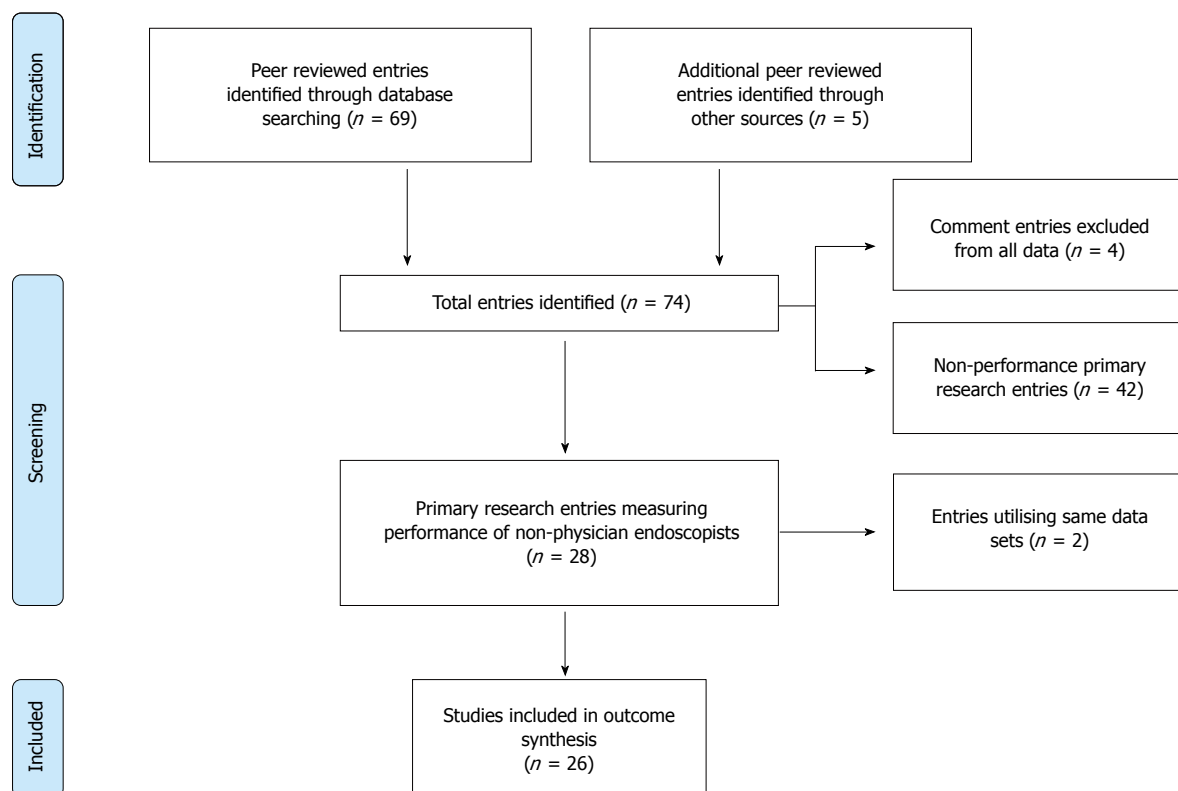 Identification
Peer reviewed entries
identified through database
searching (n = 69)
Additional peer reviewed
entries identified through
other sources (n = 5)
Comment entries excluded
from all data (n = 4)
Screening
Total entries identified (n = 74)
Non-performance primary
research entries (n = 42)
Primary research entries measuring
performance of non-physician endoscopists
(n = 28)
Entries utilising same data
sets (n = 2)
Included
Studies included in outcome
synthesis
(n = 26)